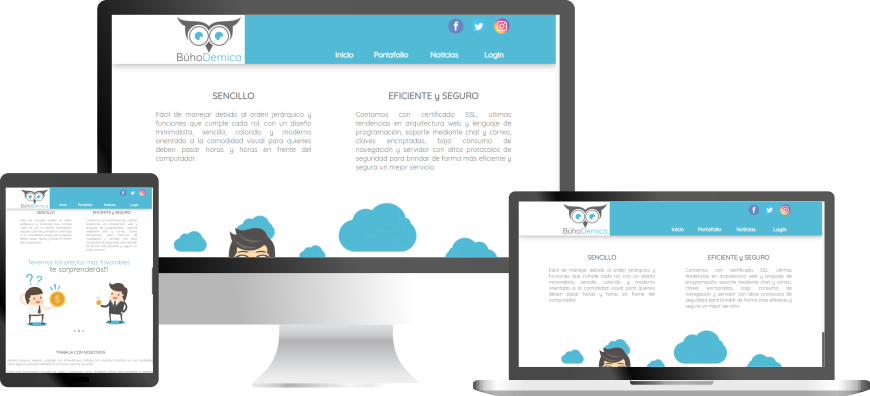 BúhoDemica
Inicio Portafolio Noticias Login
SENCILLO
Fácil de manejar debido al orden jerárquico y
funciones que cumple cada rol, con un diseño
minimalista, sencillo, colorido y moderno
orientado a la comodidad visual para quienes
deben pasar horas y horas en frente del
computador.
EFICIENTE y SEGURO
Contamos con certificado SSL, ultimas
tendencias en arquitectura web y lenguaje de
programación, soporte mediante chat y correo,
claves encriptadas, bajo consumo de
navegación y servidor con altos protocolos de
seguridad para brindar de forma más eficiente y
segura un mejor servicio.
BúhoDemica
Inicio Portafolio Noticias Login
SENCILLO
EFICIENTE y SEGURO
Tenemos los precios mas favorables
te sorprenderás!!!
? ?
$
TRABAJA CON NOSOTROS
BúhoDemica
Inicio Portafolio Noticias Login
SENCILLO
Fácil de manejar debido al orden jerárquico y
funciones que cumple cada rol, con un diseño
minimalista, sencillo, colorido y moderno
orientado a la comodidad visual para quienes
deben pasar horas y horas en frente del
computador.
EFICIENTE y SEGURO
Contamos con certificado SSL, ultimas
tendencias en arquitectura web y lenguaje de
programación, soporte mediante chat y correo,
claves encriptadas, bajo consumo de
navegación y servidor con altos protocolos de
seguridad para brindar de forma más eficiente y
segura un mejor servicio.